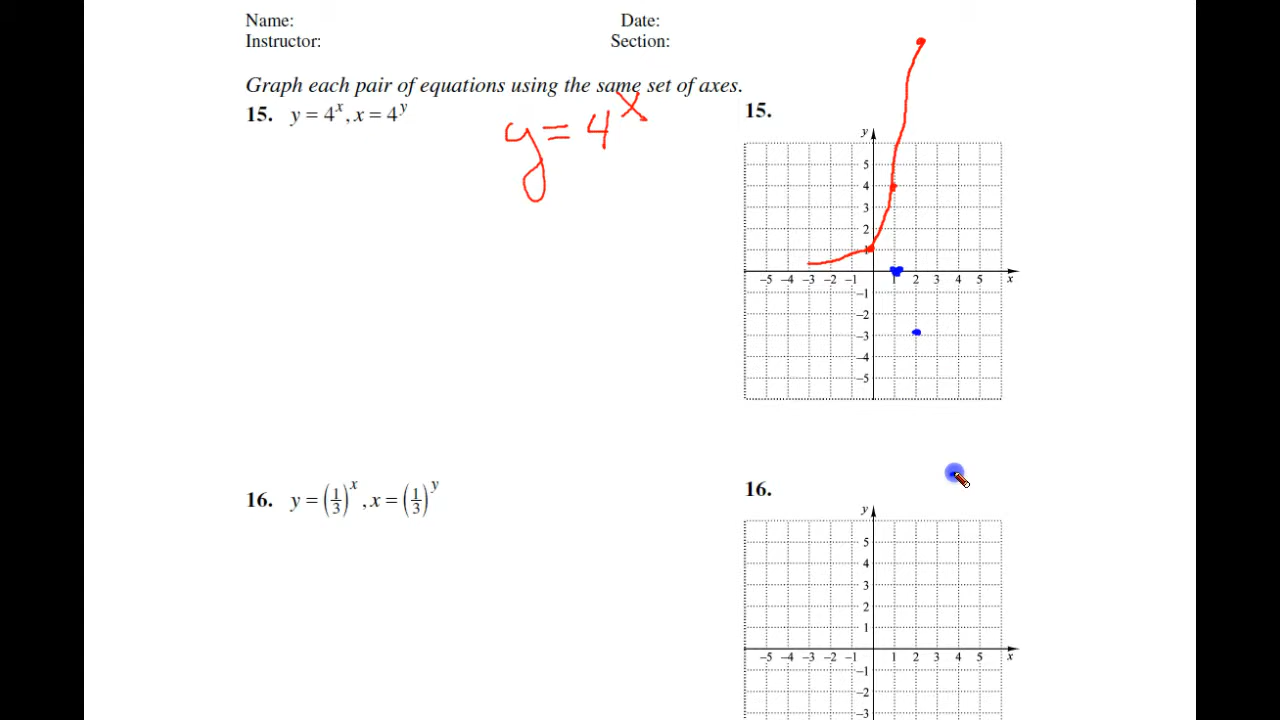 Name: Date:
Instructor: Section:
Graph each pair of equations using the same set of axes.
15. y = 4^x, x = 4^y
y = 4^x
15.
y
5
4
3
2
1
-5 -4 -3 -2 -1 1 2 3 4 5 x
-1
-2
-3
-4
-5
16. y = (1/3)^x, x = (1/3)^y
16.
y
5
4
3
2
1
-5 -4 -3 -2 -1 1 2 3 4 5 x
-1
-2
-3